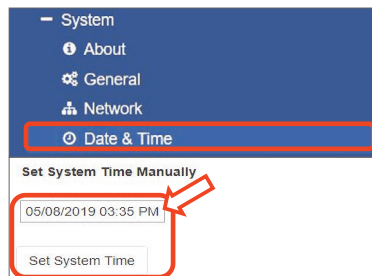 – System
About
General
Network
Date & Time
Set System Time Manually
05/08/2019 03:35 PM
Set System Time